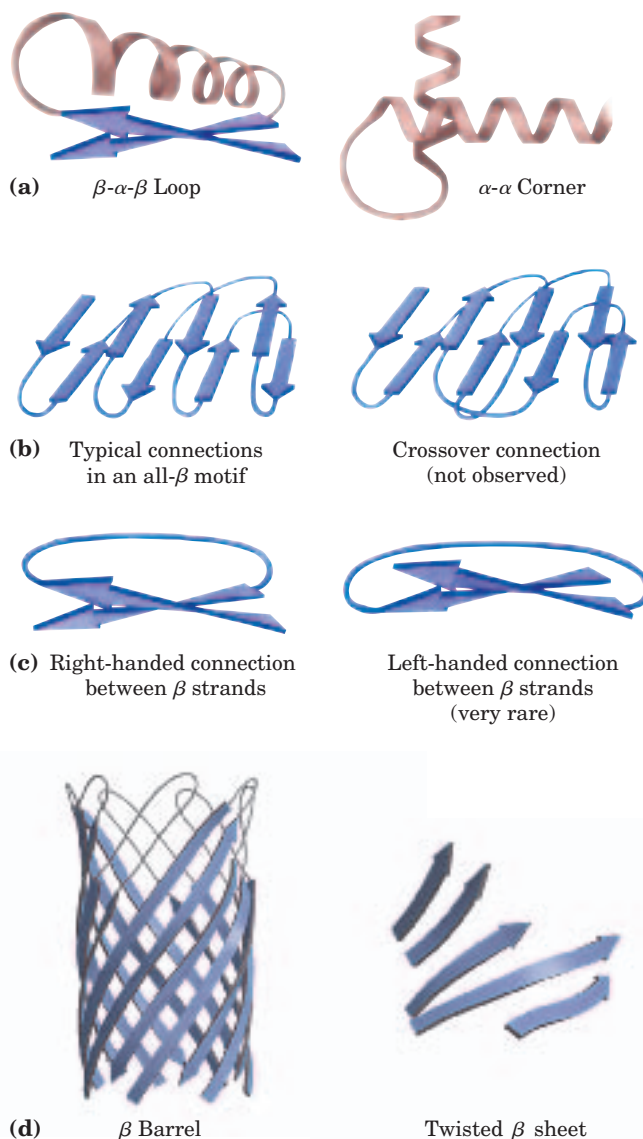 (a) β-α-β Loop
α-α Corner
(b) Typical connections
in an all-β motif
Crossover connection
(not observed)
(c) Right-handed connection
between β strands
Left-handed connection
between β strands
(very rare)
(d) β Barrel
Twisted β sheet